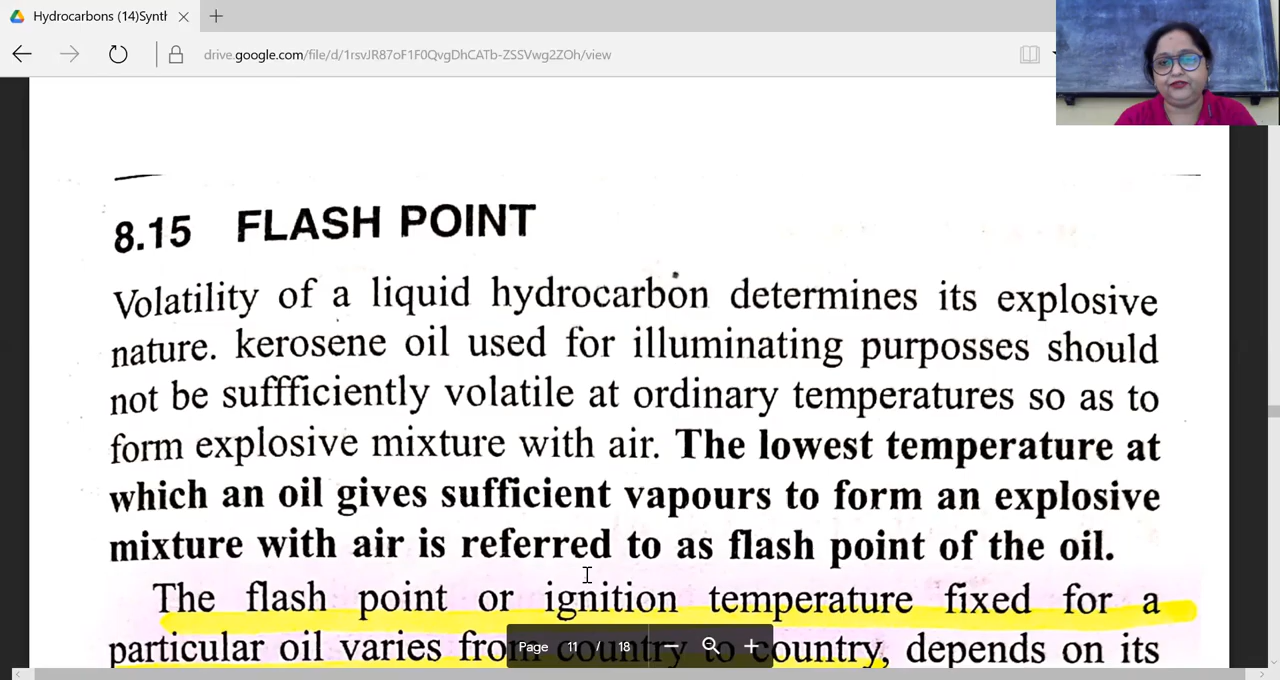 Hydrocarbons (14)Synth
drive.google.com/file/d/1rsvJR87oF1F0QvgDhCATb-ZSSVwg2ZOh/view
8.15 FLASH POINT
Volatility of a liquid hydrocarbon determines its explosive
nature. kerosene oil used for illuminating purposses should
not be suffficiently volatile at ordinary temperatures so as to
form explosive mixture with air. The lowest temperature at
which an oil gives sufficient vapours to form an explosive
mixture with air is referred to as flash point of the oil.
The flash point or ignition temperature fixed for a
particular oil varies from country to country, depends on its
Page 11 / 18